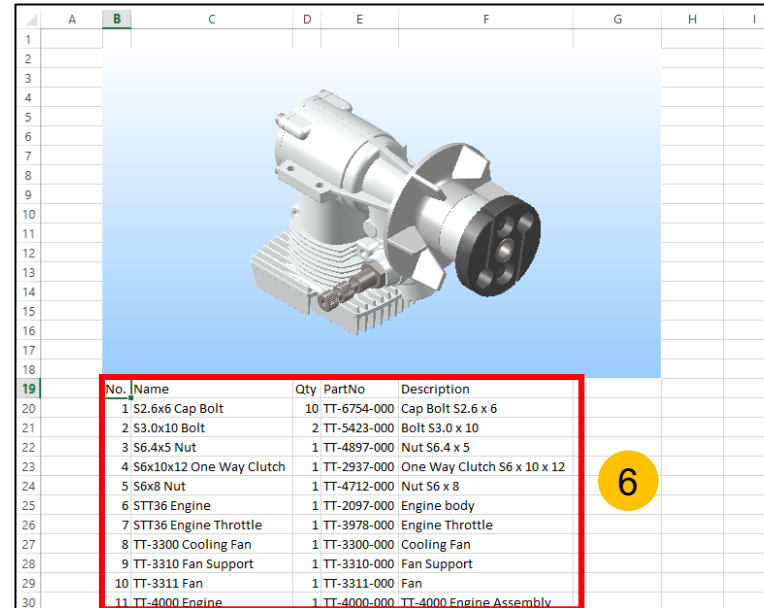 A B C D E F G H I
1
2
3
4
5
6
7
8
9
10
11
12
13
14
15
16
17
18
19 No. Name Qty PartNo Description
20 1 S2.6x6 Cap Bolt 10 TT-6754-000 Cap Bolt S2.6 x 6
21 2 S3.0x10 Bolt 2 TT-5423-000 Bolt S3.0 x 10
22 3 S6.4x5 Nut 1 TT-4897-000 Nut S6.4 x 5
23 4 S6x10x12 One Way Clutch 1 TT-2937-000 One Way Clutch S6 x 10 x 12
24 5 S6x8 Nut 1 TT-4712-000 Nut S6 x 8
6
25 6 STT36 Engine 1 TT-2097-000 Engine body
26 7 STT36 Engine Throttle 1 TT-3978-000 Engine Throttle
27 8 TT-3300 Cooling Fan 1 TT-3300-000 Cooling Fan
28 9 TT-3310 Fan Support 1 TT-3310-000 Fan Support
29 10 TT-3311 Fan 1 TT-3311-000 Fan
30 11 TT-4000 Engine 1 TT-4000-000 TT-4000 Engine Assembly